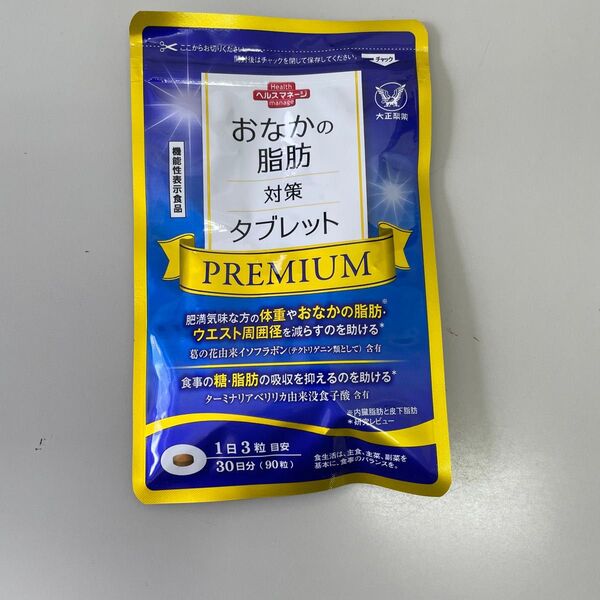 ここからお切りください
開封後はチャックを閉じて保存してください。
チャック
Health
ヘルスマネージ
manage
大正製薬
機能性表示食品
おなかの
脂肪
対策
タブレット
PREMIUM
肥満気味な方の体重やおなかの脂肪※・
ウエスト周囲径を減らすのを助ける*
葛の花由来イソフラボン(テクトリゲニン類として)含有
食事の糖・脂肪の吸収を抑えるのを助ける*
ターミナリアベリリカ由来没食子酸 含有
※内臓脂肪と皮下脂肪
*研究レビュー
1日3粒 目安
30日分(90粒)
食生活は、主食、主菜、副菜を
基本に、食事のバランスを。